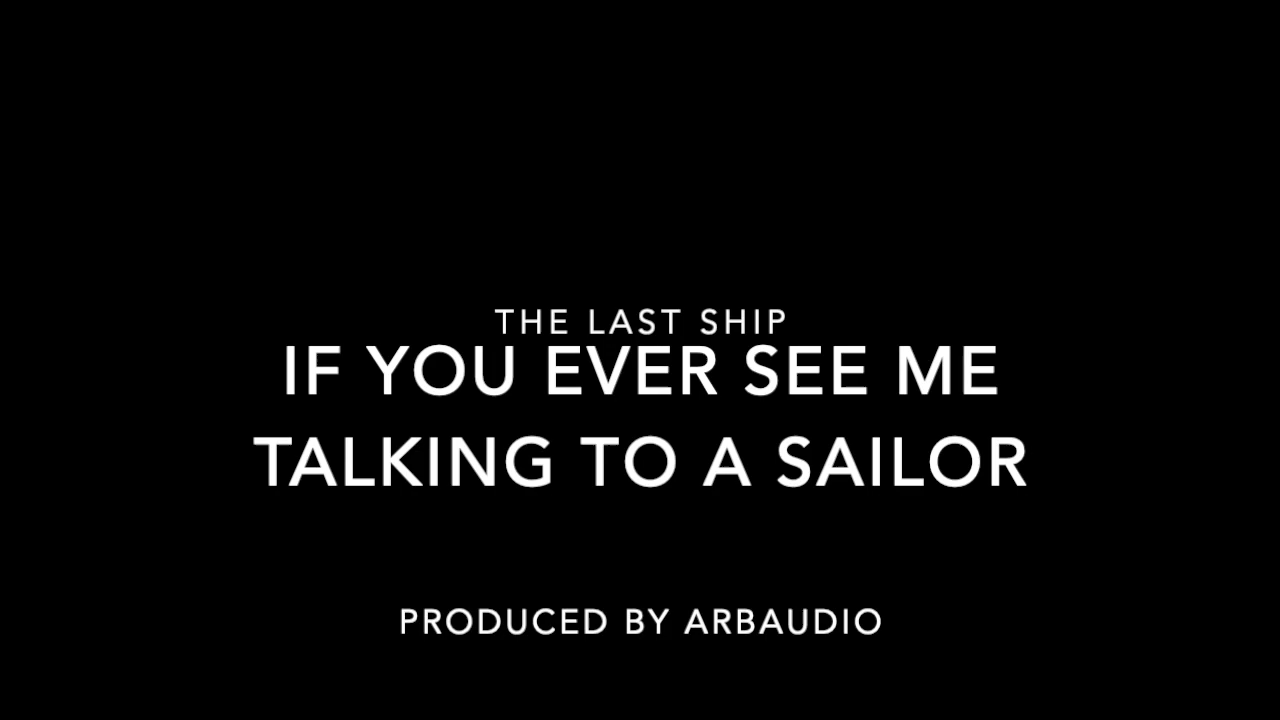 THE LAST SHIP
IF YOU EVER SEE ME
TALKING TO A SAILOR
PRODUCED BY ARBAUDIO